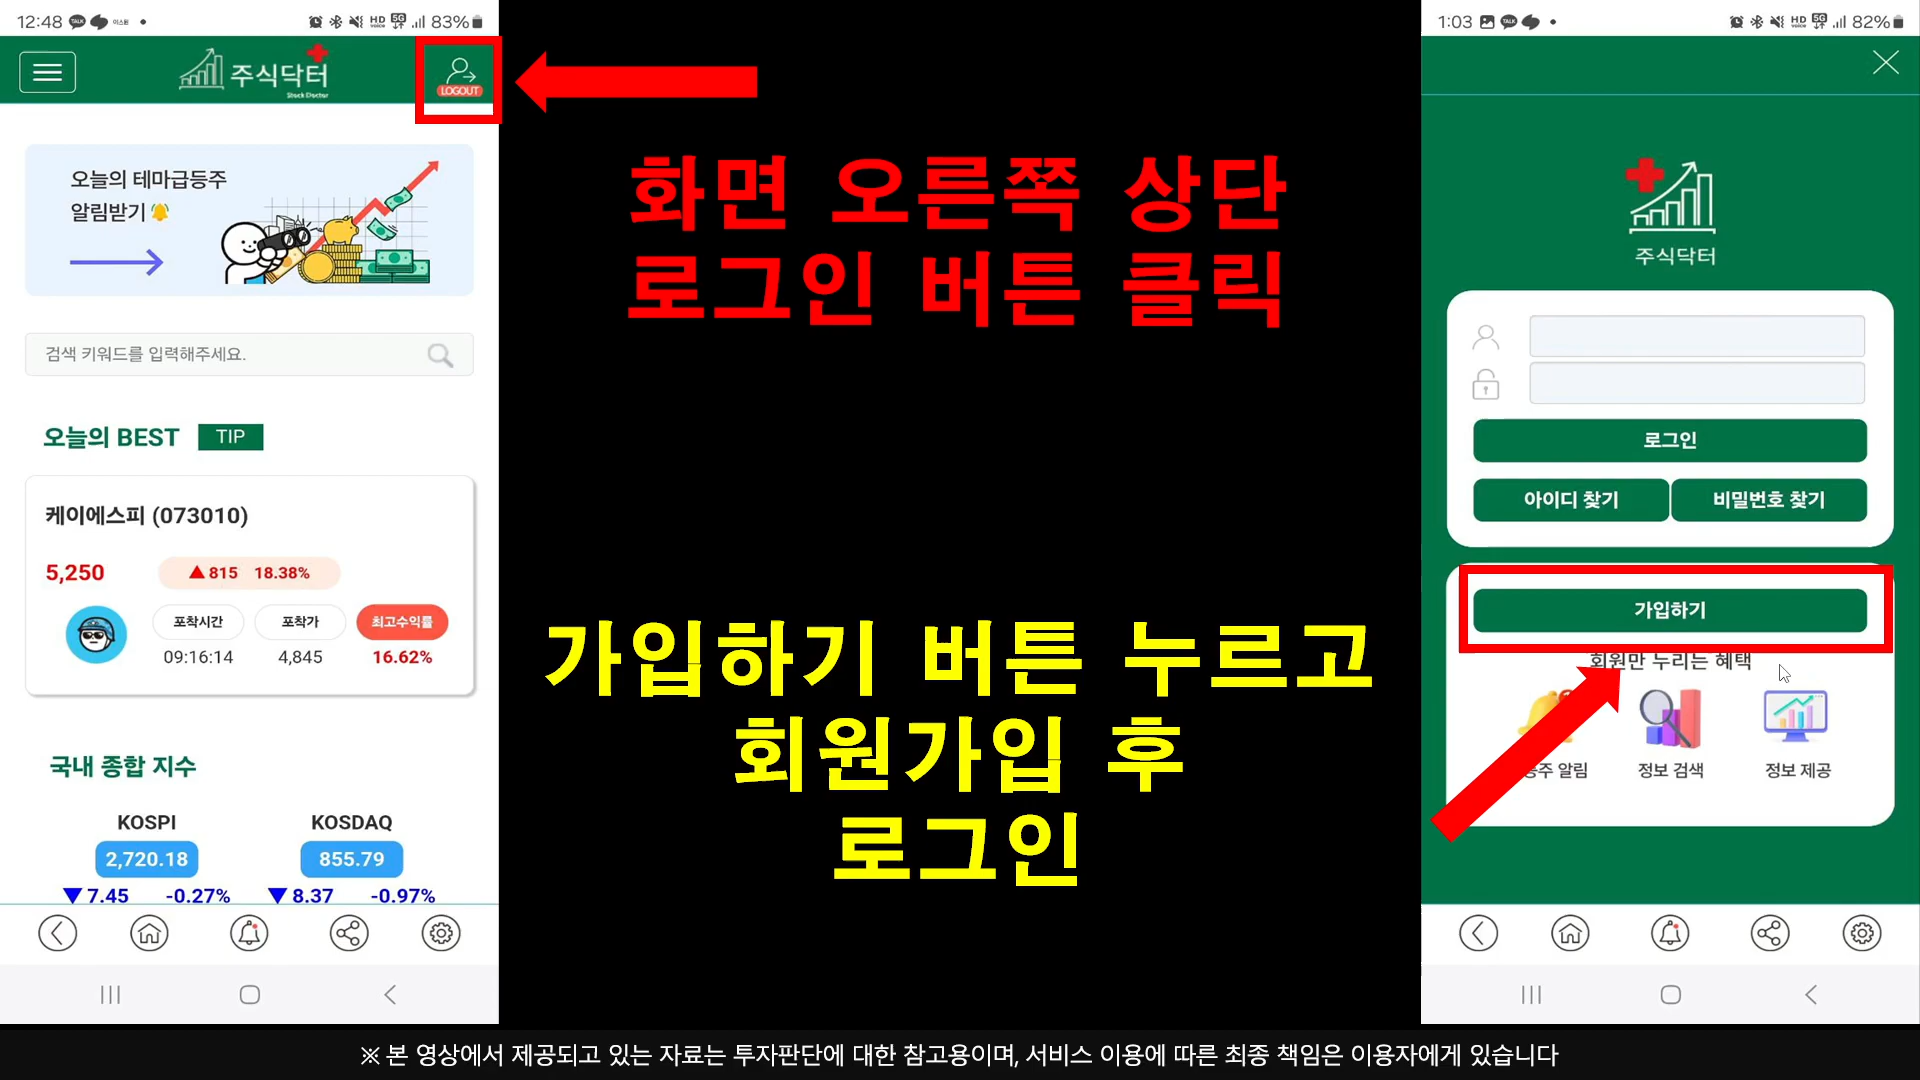 12:48
83%
주식닥터
Stock Doctor
LOGOUT
오늘의 테마급등주
알림받기
검색 키워드를 입력해주세요.
오늘의 BEST TIP
케이에스피 (073010)
5,250 ▲815 18.38%
포착시간 포착가 최고수익률
09:16:14 4,845 16.62%
국내 종합 지수
KOSPI KOSDAQ
2,720.18 855.79
▼7.45 -0.27% ▼8.37 -0.97%
화면 오른쪽 상단
로그인 버튼 클릭
가입하기 버튼 누르고
회원가입 후
로그인
1:03
82%
주식닥터
로그인
아이디 찾기 비밀번호 찾기
가입하기
회원만 누리는 혜택
등주 알림 정보 검색 정보 제공
※ 본 영상에서 제공되고 있는 자료는 투자판단에 대한 참고용이며, 서비스 이용에 따른 최종 책임은 이용자에게 있습니다